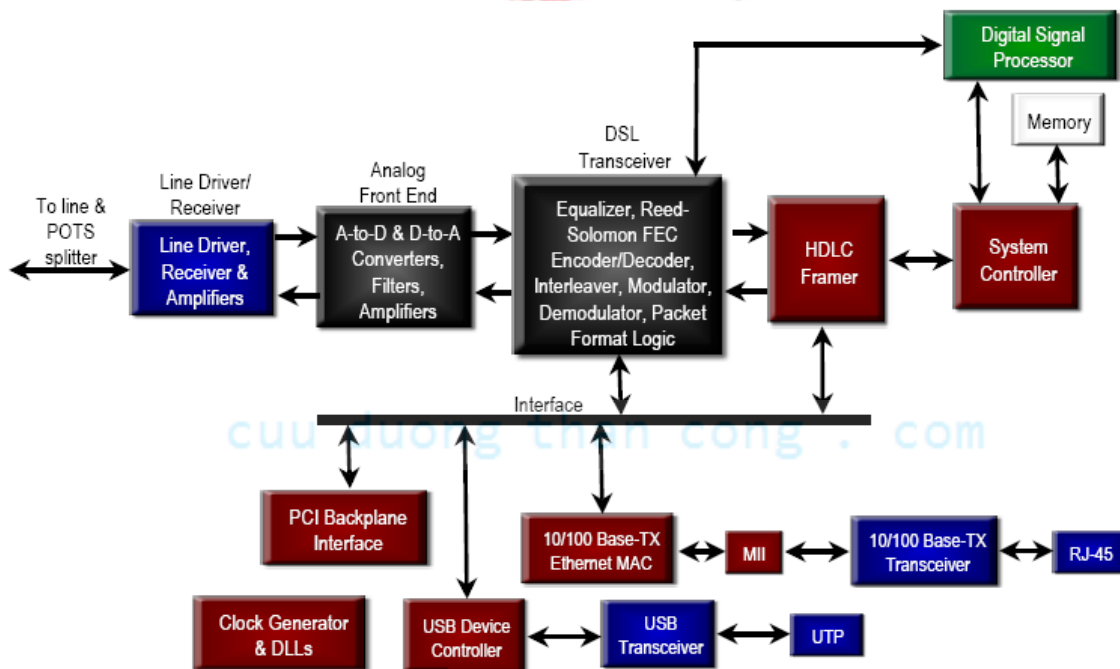 Digital Signal
Processor
Memory
DSL
Transceiver
Analog
Front End
Line Driver/
Receiver
To line &
POTS
splitter
Line Driver,
Receiver &
Amplifiers
A-to-D & D-to-A
Converters,
Filters,
Amplifiers
Equalizer, Reed-
Solomon FEC
Encoder/Decoder,
Interleaver, Modulator,
Demodulator, Packet
Format Logic
HDLC
Framer
System
Controller
Interface
cuu duong than cong . com
PCI Backplane
Interface
10/100 Base-TX
Ethernet MAC
MII
10/100 Base-TX
Transceiver
RJ-45
Clock Generator
& DLLs
USB Device
Controller
USB
Transceiver
UTP